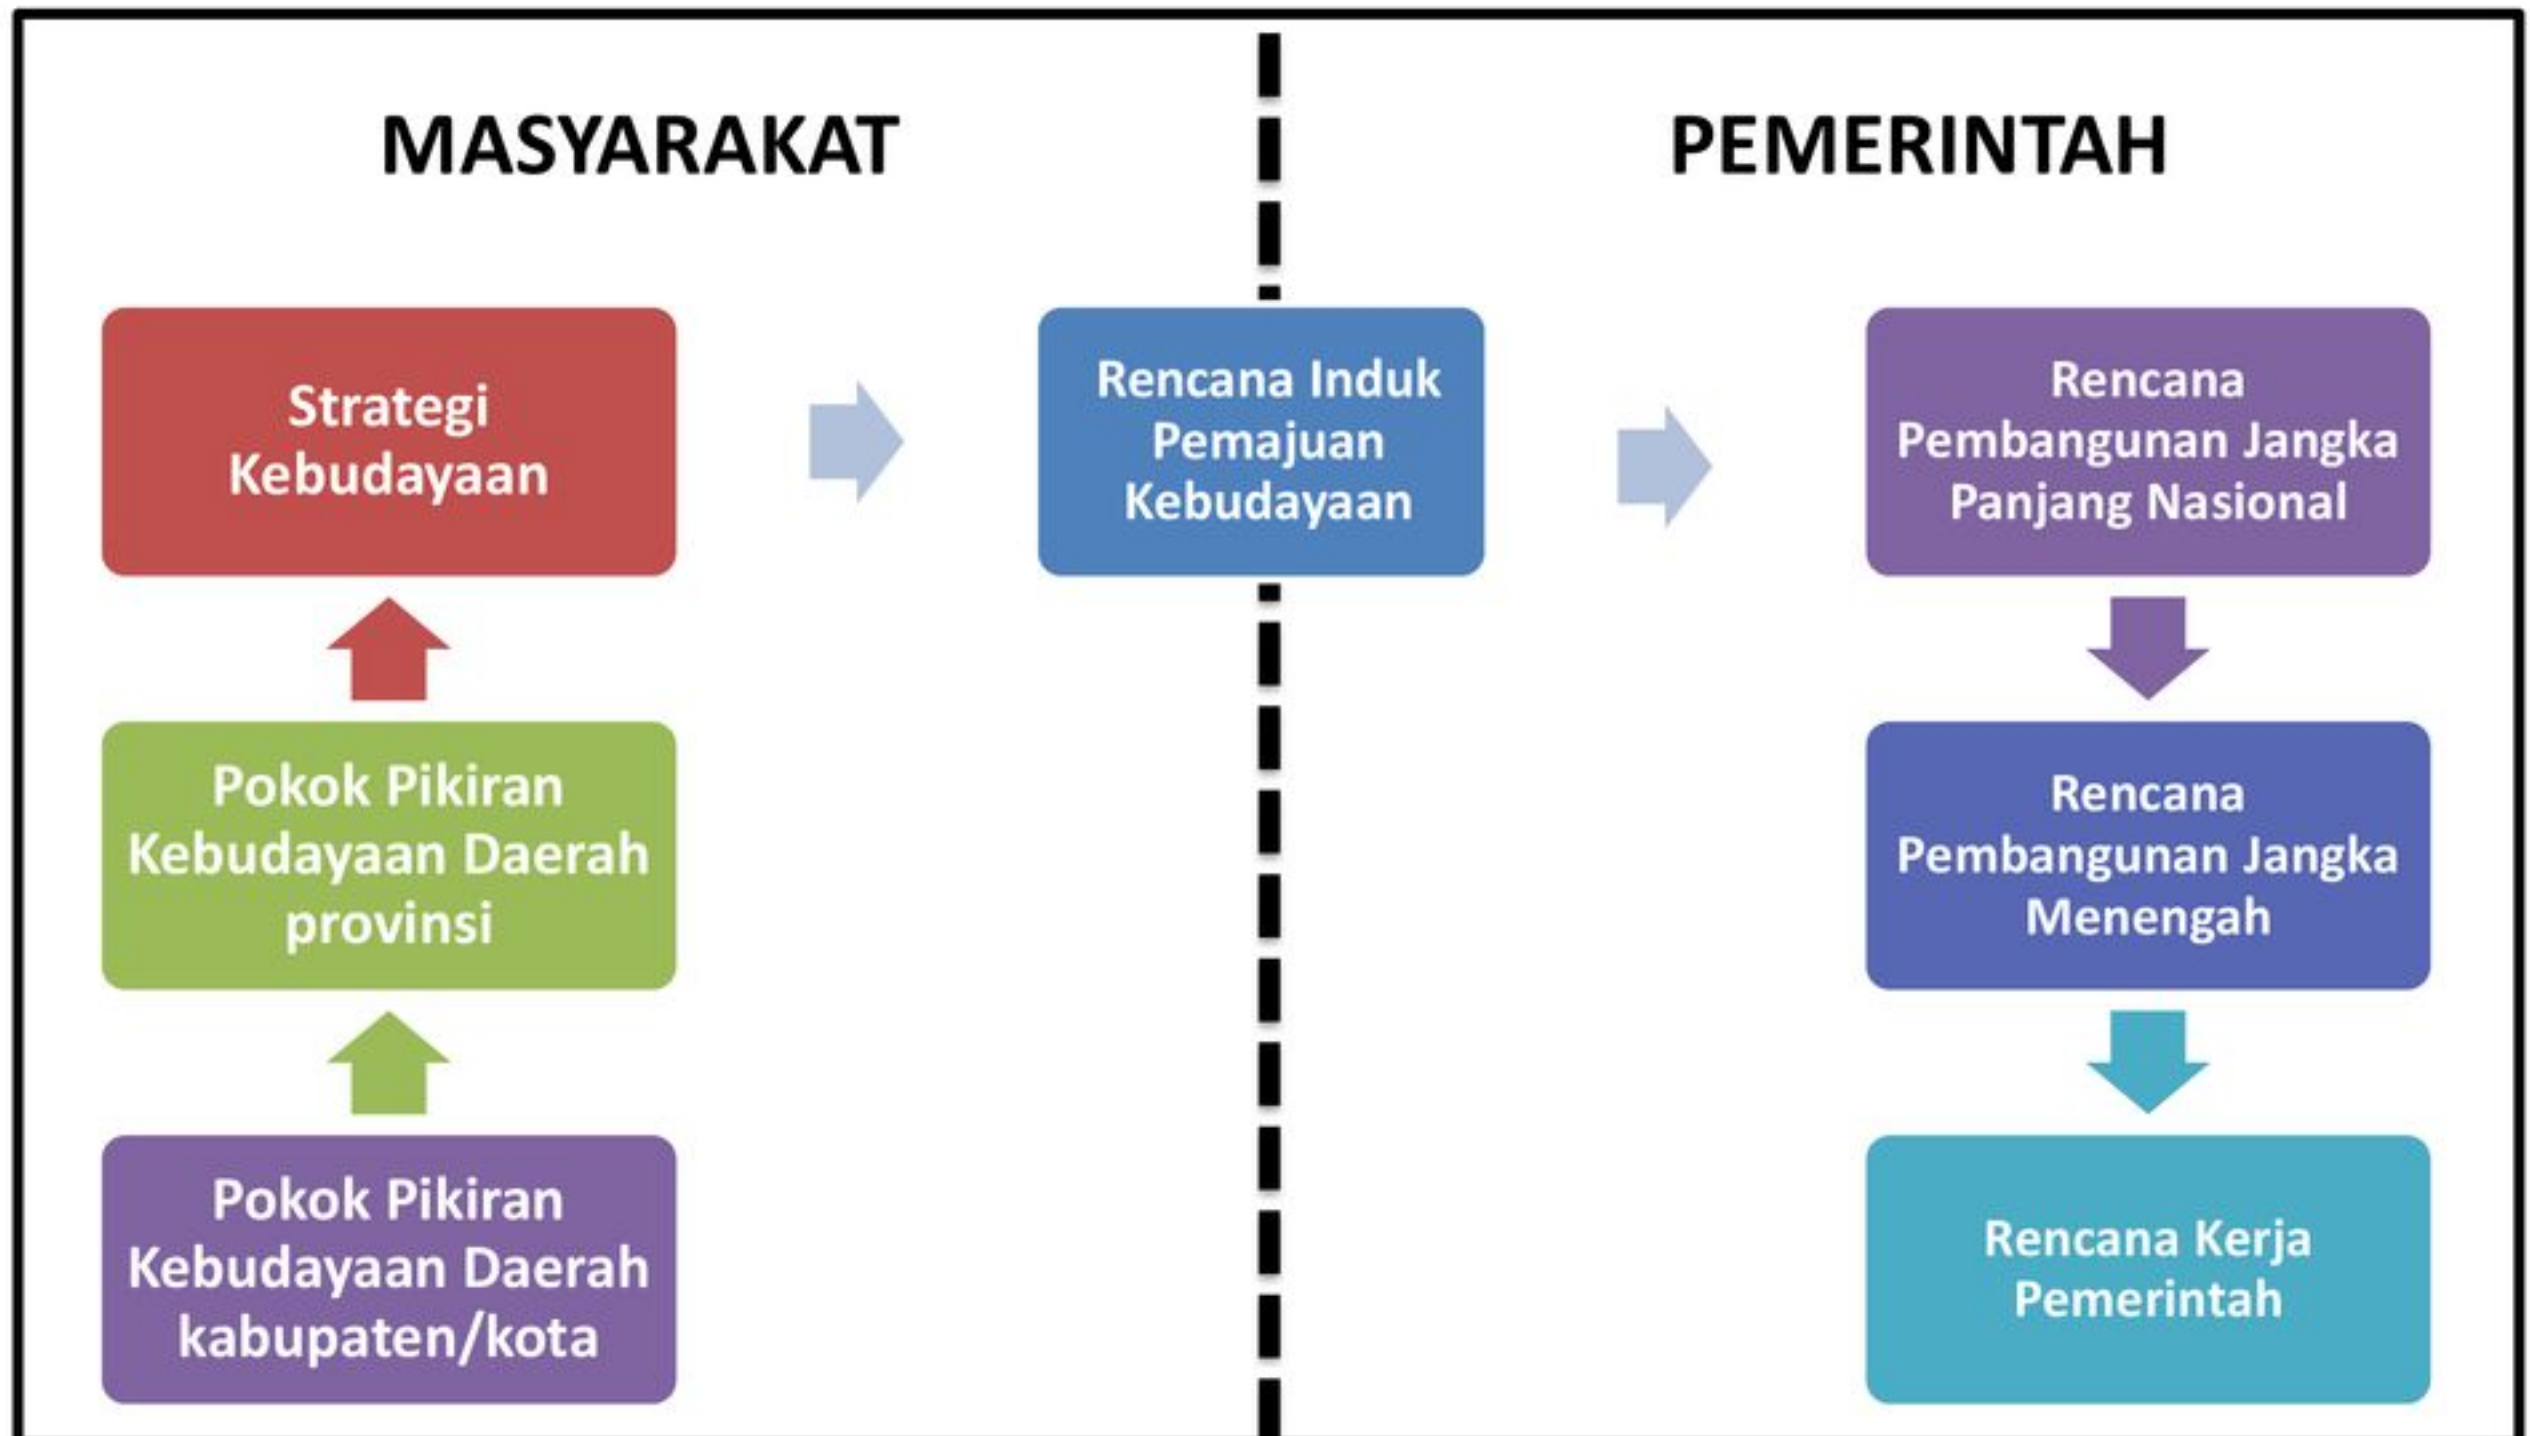 MASYARAKAT
PEMERINTAH
Strategi
Kebudayaan
Rencana Induk
Pemajuan
Kebudayaan
Rencana
Pembangunan Jangka
Panjang Nasional
Pokok Pikiran
Kebudayaan Daerah
provinsi
Rencana
Pembangunan Jangka
Menengah
Pokok Pikiran
Kebudayaan Daerah
kabupaten/kota
Rencana Kerja
Pemerintah